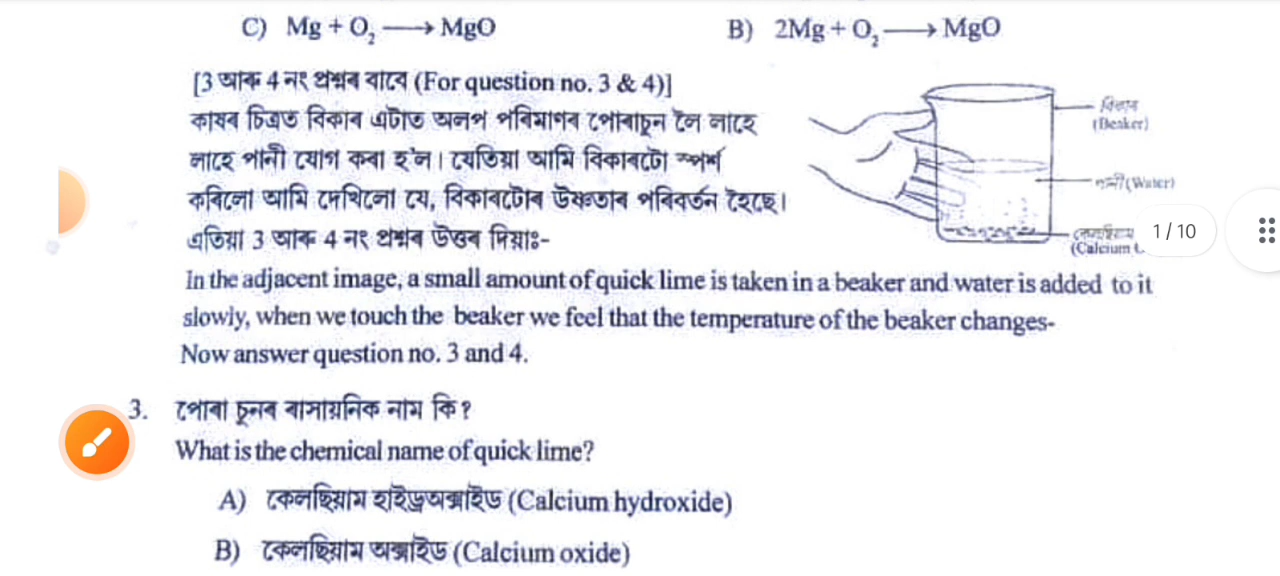 C) Mg + O₂ ⟶ MgO
B) 2Mg + O₂ ⟶ MgO
[3 আৰু 4 নং প্ৰশ্নৰ বাবে (For question no. 3 & 4)]
কাষৰ চিত্ৰত বিকাৰ এটাত অলপ পৰিমাণৰ পোৰাচুন লৈ লাহে
লাহে পানী যোগ কৰা হ'ল। যেতিয়া আমি বিকাৰটো স্পৰ্শ
কৰিলো আমি দেখিলো যে, বিকাৰটোৰ উষ্ণতাৰ পৰিবৰ্তন হৈছে।
এতিয়া 3 আৰু 4 নং প্ৰশ্নৰ উত্তৰ দিয়াঃ-
বিকাৰ
(Beaker)
পানী (Water)
(Calcium
1 / 10
In the adjacent image, a small amount of quick lime is taken in a beaker and water is added to it
slowly, when we touch the beaker we feel that the temperature of the beaker changes-
Now answer question no. 3 and 4.
3. পোৰা চুনৰ ৰাসায়নিক নাম কি?
What is the chemical name of quick lime?
A) কেলছিয়াম হাইড্ৰঅক্সাইড (Calcium hydroxide)
B) কেলছিয়াম অক্সাইড (Calcium oxide)